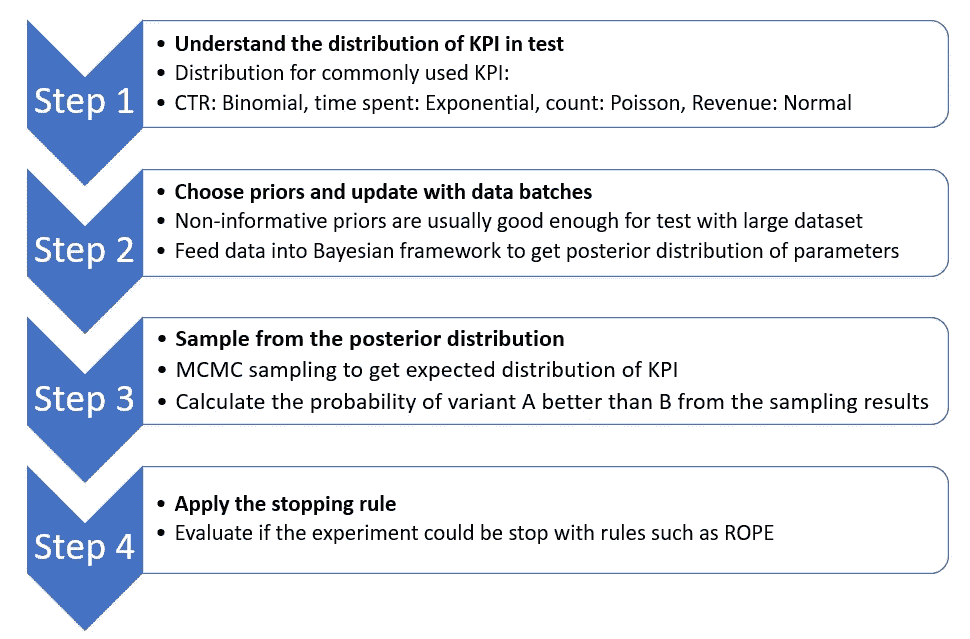 Step 1
• Understand the distribution of KPI in test
• Distribution for commonly used KPI:
• CTR: Binomial, time spent: Exponential, count: Poisson, Revenue: Normal
Step 2
• Choose priors and update with data batches
• Non-informative priors are usually good enough for test with large dataset
• Feed data into Bayesian framework to get posterior distribution of parameters
Step 3
• Sample from the posterior distribution
• MCMC sampling to get expected distribution of KPI
• Calculate the probability of variant A better than B from the sampling results
Step 4
• Apply the stopping rule
• Evaluate if the experiment could be stop with rules such as ROPE